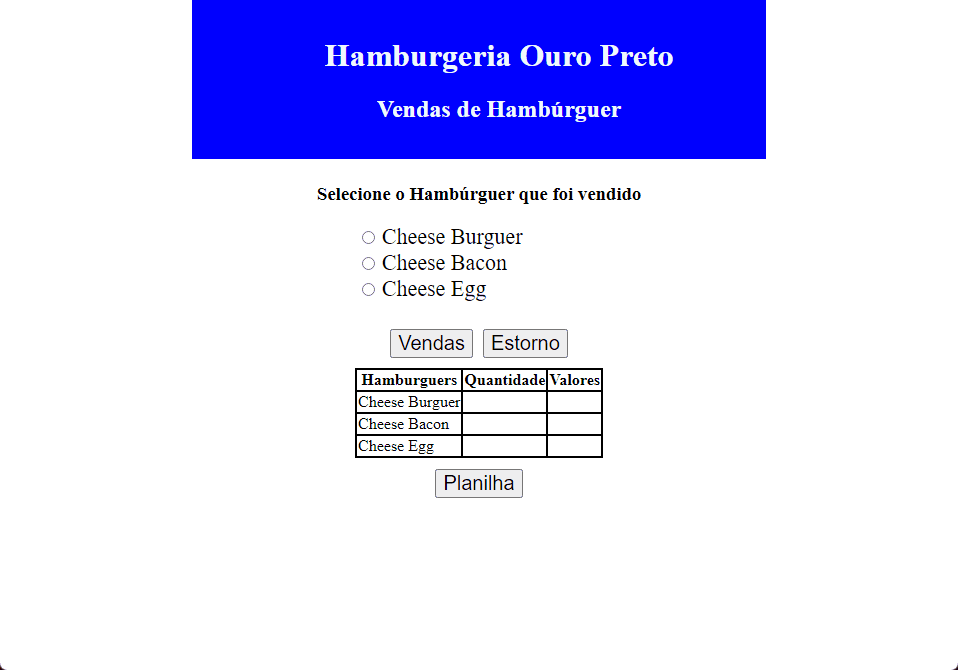 Hamburgeria Ouro Preto
Vendas de Hambúrguer
Selecione o Hambúrguer que foi vendido
Cheese Burguer
Cheese Bacon
Cheese Egg
Vendas Estorno
Hamburguers Quantidade Valores
Cheese Burguer
Cheese Bacon
Cheese Egg
Planilha